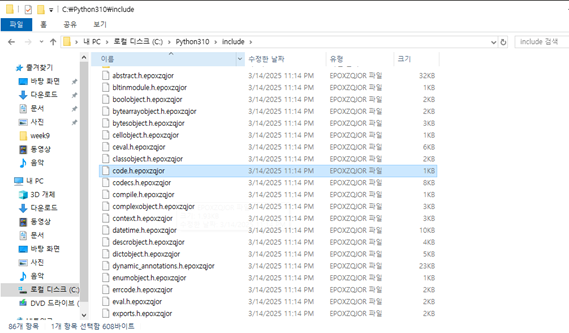 C:₩Python310₩include
파일 홈 공유 보기
내 PC > 로컬 디스크 (C:) > Python310 > include
include 검색
즐겨찾기
바탕 화면
다운로드
문서
사진
week9
동영상
음악
내 PC
3D 개체
다운로드
동영상
문서
바탕 화면
사진
음악
로컬 디스크 (C:)
DVD 드라이브 (
이름 수정한 날짜 유형 크기
abstract.h.epoxzqjor 3/14/2025 11:14 PM EPOXZQJOR 파일 32KB
bltinmodule.h.epoxzqjor 3/14/2025 11:14 PM EPOXZQJOR 파일 1KB
boolobject.h.epoxzqjor 3/14/2025 11:14 PM EPOXZQJOR 파일 2KB
bytearrayobject.h.epoxzqjor 3/14/2025 11:14 PM EPOXZQJOR 파일 2KB
bytesobject.h.epoxzqjor 3/14/2025 11:14 PM EPOXZQJOR 파일 3KB
cellobject.h.epoxzqjor 3/14/2025 11:14 PM EPOXZQJOR 파일 1KB
ceval.h.epoxzqjor 3/14/2025 11:14 PM EPOXZQJOR 파일 6KB
classobject.h.epoxzqjor 3/14/2025 11:14 PM EPOXZQJOR 파일 2KB
code.h.epoxzqjor 3/14/2025 11:14 PM EPOXZQJOR 파일 1KB
codecs.h.epoxzqjor 3/14/2025 11:14 PM EPOXZQJOR 파일 8KB
compile.h.epoxzqjor 3/14/2025 11:14 PM EPOXZQJOR 파일 1KB
complexobject.h.epoxzqjor 3/14/2025 11:14 PM EPOXZQJOR 파일 3KB
context.h.epoxzqjor 3/14/2025 11:14 PM EPOXZQJOR 파일 3KB
datetime.h.epoxzqjor 3/14/2025 11:14 PM EPOXZQJOR 파일 10KB
descrobject.h.epoxzqjor 3/14/2025 11:14 PM EPOXZQJOR 파일 4KB
dictobject.h.epoxzqjor 3/14/2025 11:14 PM EPOXZQJOR 파일 5KB
dynamic_annotations.h.epoxzqjor 3/14/2025 11:14 PM EPOXZQJOR 파일 23KB
enumobject.h.epoxzqjor 3/14/2025 11:14 PM EPOXZQJOR 파일 1KB
errcode.h.epoxzqjor 3/14/2025 11:14 PM EPOXZQJOR 파일 2KB
eval.h.epoxzqjor 3/14/2025 11:14 PM EPOXZQJOR 파일 2KB
exports.h.epoxzqjor 3/14/2025 11:14 PM EPOXZQJOR 파일 2KB
86개 항목 1개 항목 선택함 608바이트